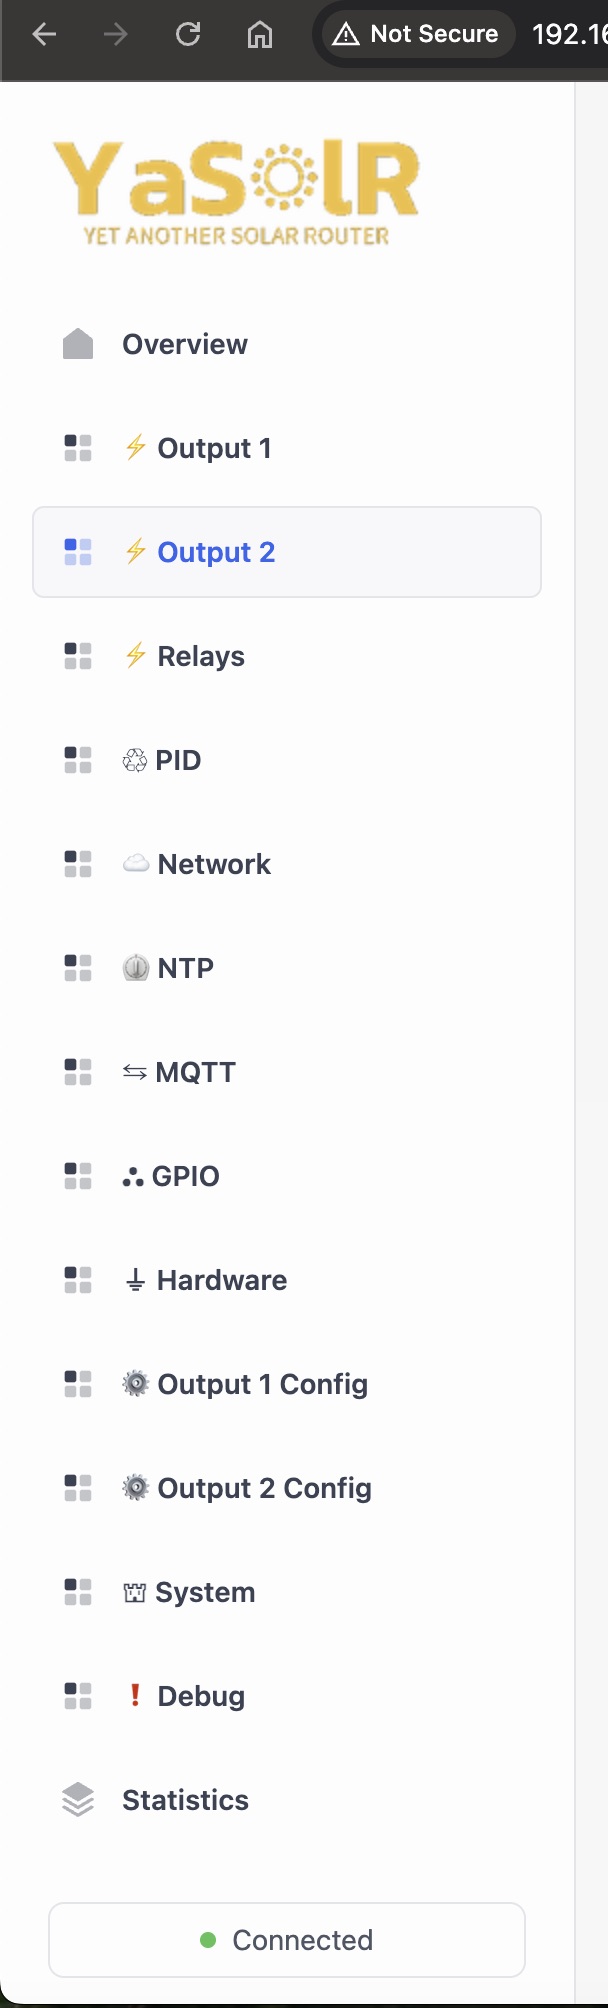 Not Secure 192.16
YaSolR
YET ANOTHER SOLAR ROUTER
Overview
⚡ Output 1
⚡ Output 2
⚡ Relays
♲ PID
☁️ Network
NTP
⇆ MQTT
⛬ GPIO
⏚ Hardware
⚙️ Output 1 Config
⚙️ Output 2 Config
⛫ System
❗ Debug
Statistics
Connected